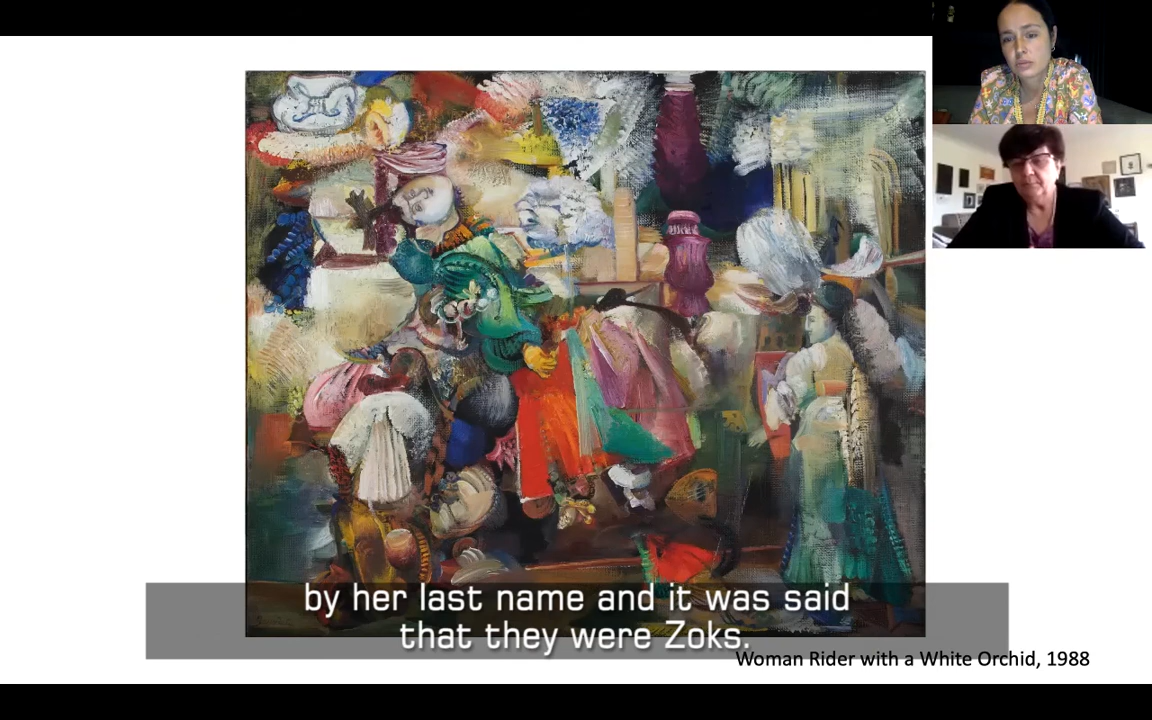 by her last name and it was said
that they were Zoks.
Woman Rider with a White Orchid, 1988